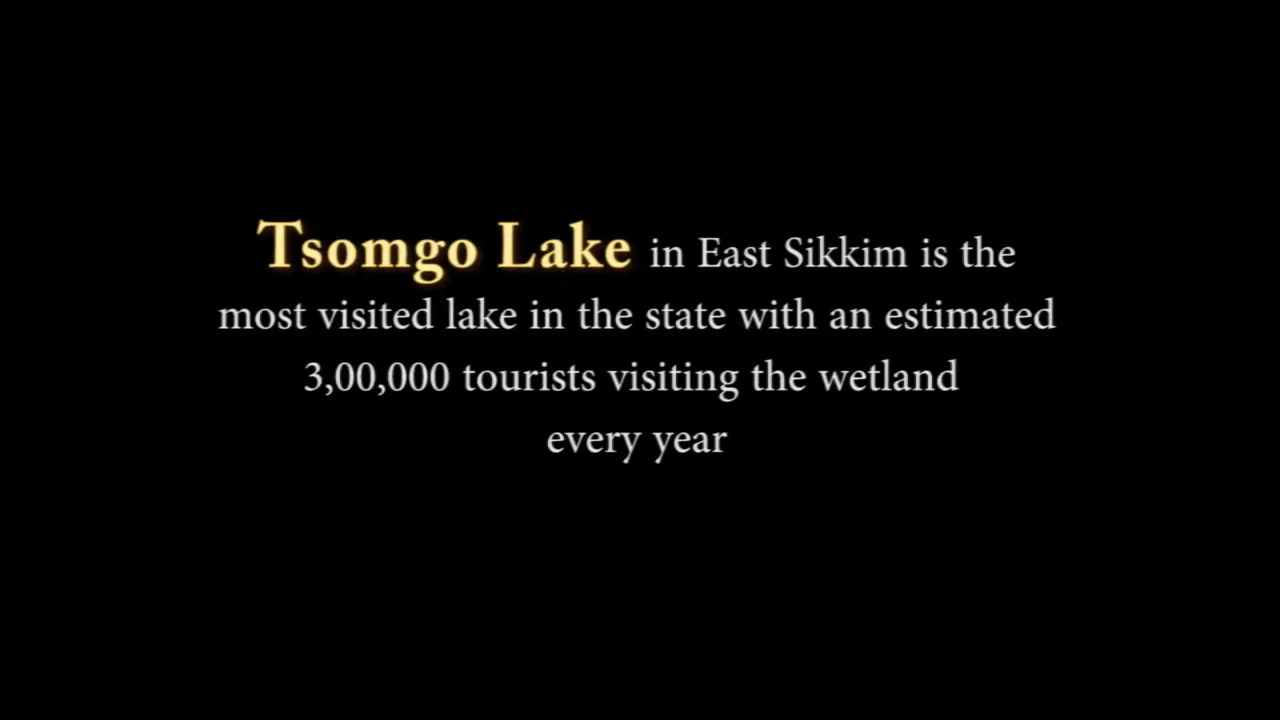 Tsomgo Lake in East Sikkim is the
most visited lake in the state with an estimated
3,00,000 tourists visiting the wetland
every year